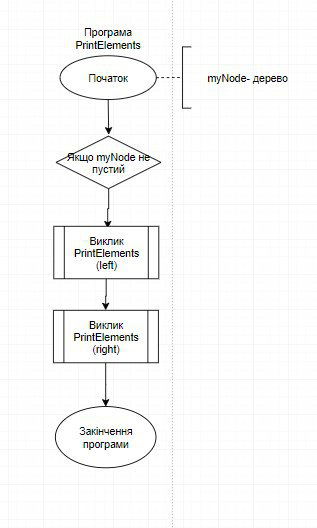 Програма
PrintElements
Початок
myNode- дерево
Якщо myNode не
пустий
Виклик
PrintElements
(left)
Виклик
PrintElements
(right)
Закінчення
програми